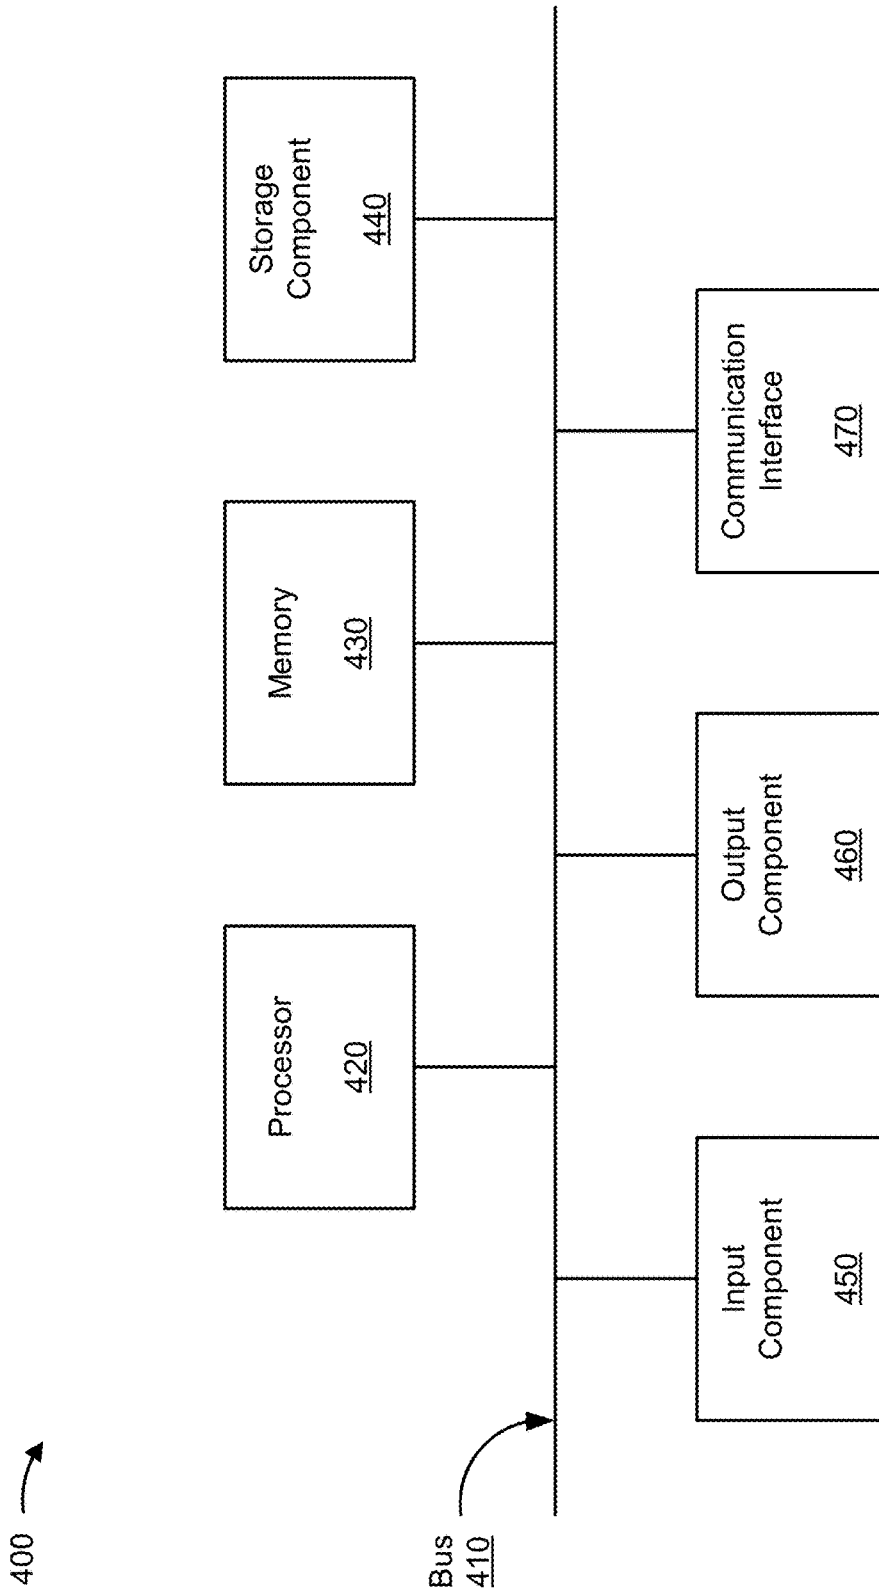 400
Processor
420
Memory
430
Storage
Component
440
Bus
410
Input
Component
450
Output
Component
460
Communication
Interface
470